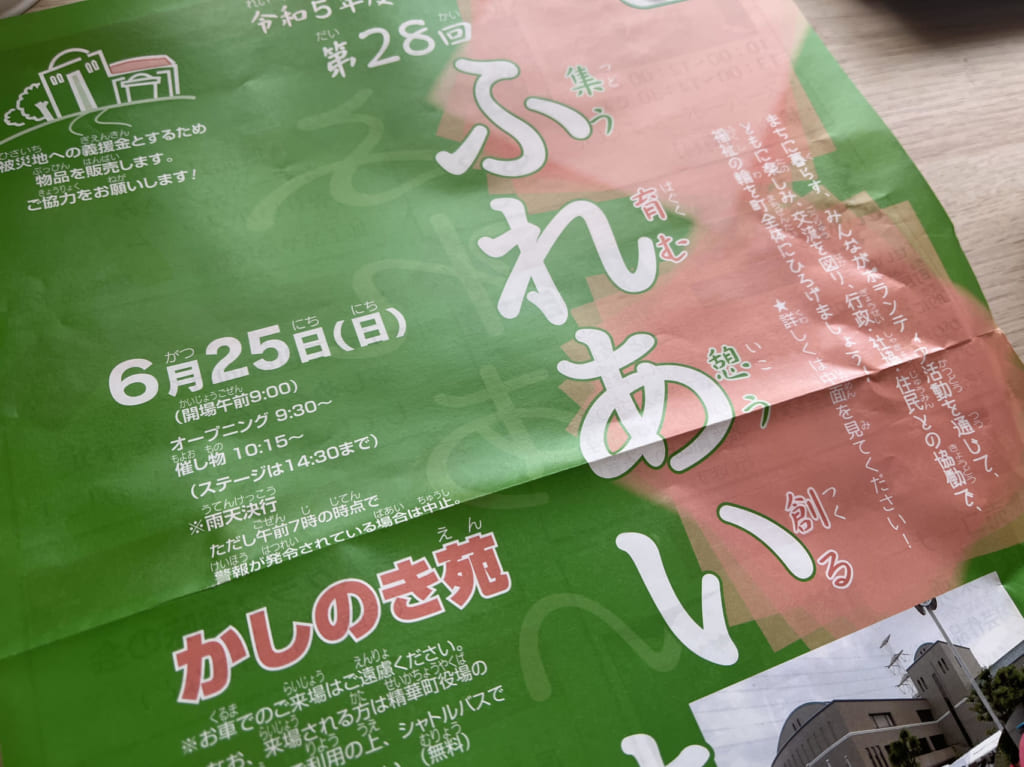 令和5年度
第28回
ふれあい
集う
育む
憩う
創る
まちに暮らす、みんながボランティア活動を通じて、
ともに楽しみ、交流を図り、行政、社協、住民との協働で、
の輪を町全体にひろげましょう
★詳しくは 面を見てください！
被災地への義援金とするため
物品を販売します。
ご協力をお願いします！
6月25日(日)
(開場午前9:00)
オープニング 9:30～
催し物 10:15～
(ステージは14:30まで)
※雨天決行
ただし午前7時の時点で
警報が発令されている場合は中止。
かしのき苑
※お車でのご来場はご遠慮ください。
なお、来場される方は精華町役場の
ご利用の上、シャトルバスで
(無料)